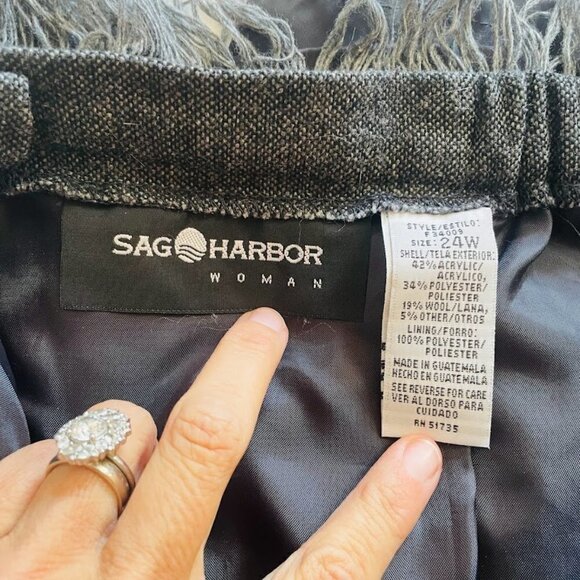 SAG HARBOR
WOMAN
STYLE/ESTILO:
F34009
SIZE: 24W
SHELL/TELA EXTERIOR:
42% ACRYLIC/
ACRILICO,
34% POLYESTER/
POLIESTER
19% WOOL/LANA,
5% OTHER/OTROS
LINING/FORRO:
100% POLYESTER/
POLIESTER
MADE IN GUATEMALA
HECHO EN GUATEMALA
SEE REVERSE FOR CARE
VER AL DORSO PARA
CUIDADO
RN 51735